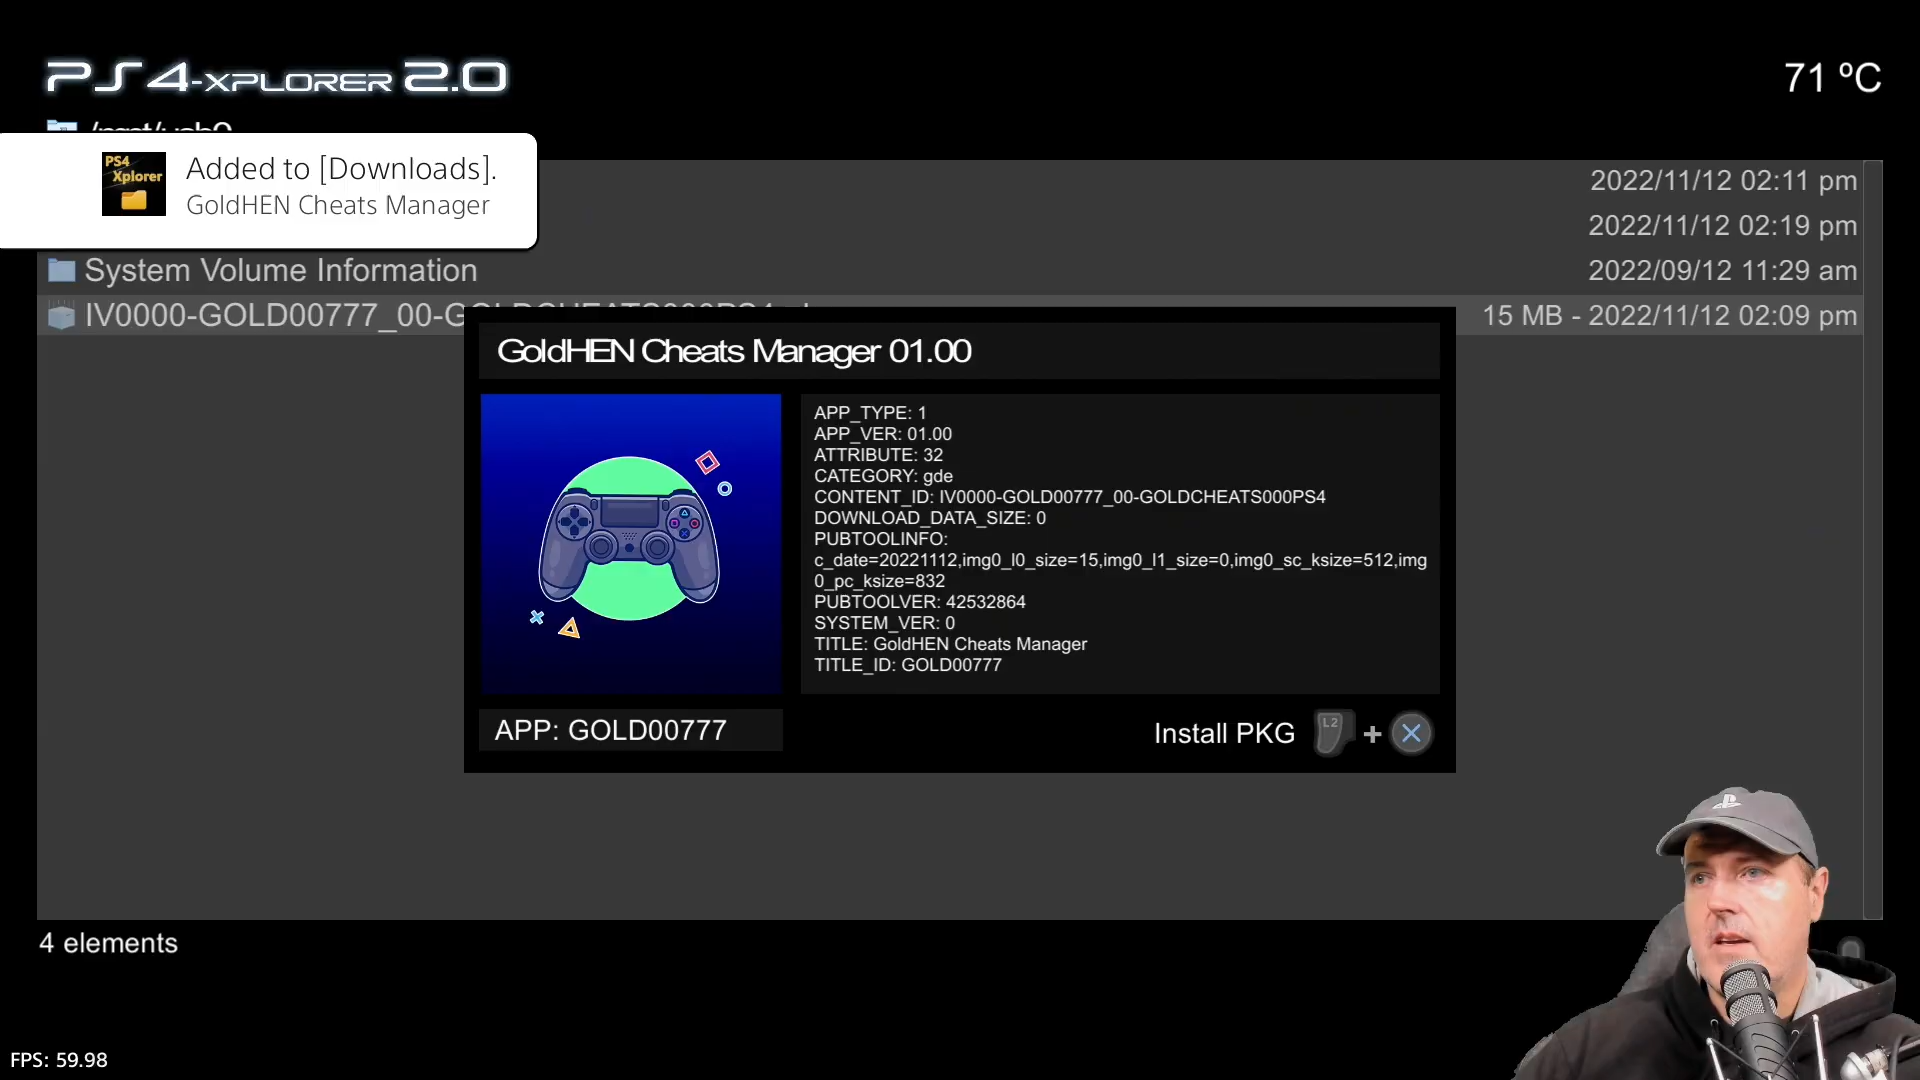 PS4-XPLORER 2.0
71 ºC
/mnt/usb0
PS4
Xplorer
Added to [Downloads].
GoldHEN Cheats Manager
2022/11/12 02:11 pm
2022/11/12 02:19 pm
System Volume Information
2022/09/12 11:29 am
IV0000-GOLD00777_00-GOLDCHEATS000PS4
15 MB - 2022/11/12 02:09 pm
GoldHEN Cheats Manager 01.00
APP_TYPE: 1
APP_VER: 01.00
ATTRIBUTE: 32
CATEGORY: gde
CONTENT_ID: IV0000-GOLD00777_00-GOLDCHEATS000PS4
DOWNLOAD_DATA_SIZE: 0
PUBTOOLINFO:
c_date=20221112,img0_l0_size=15,img0_l1_size=0,img0_sc_ksize=512,img
0_pc_ksize=832
PUBTOOLVER: 42532864
SYSTEM_VER: 0
TITLE: GoldHEN Cheats Manager
TITLE_ID: GOLD00777
APP: GOLD00777
Install PKG L2 +
4 elements
FPS: 59.98